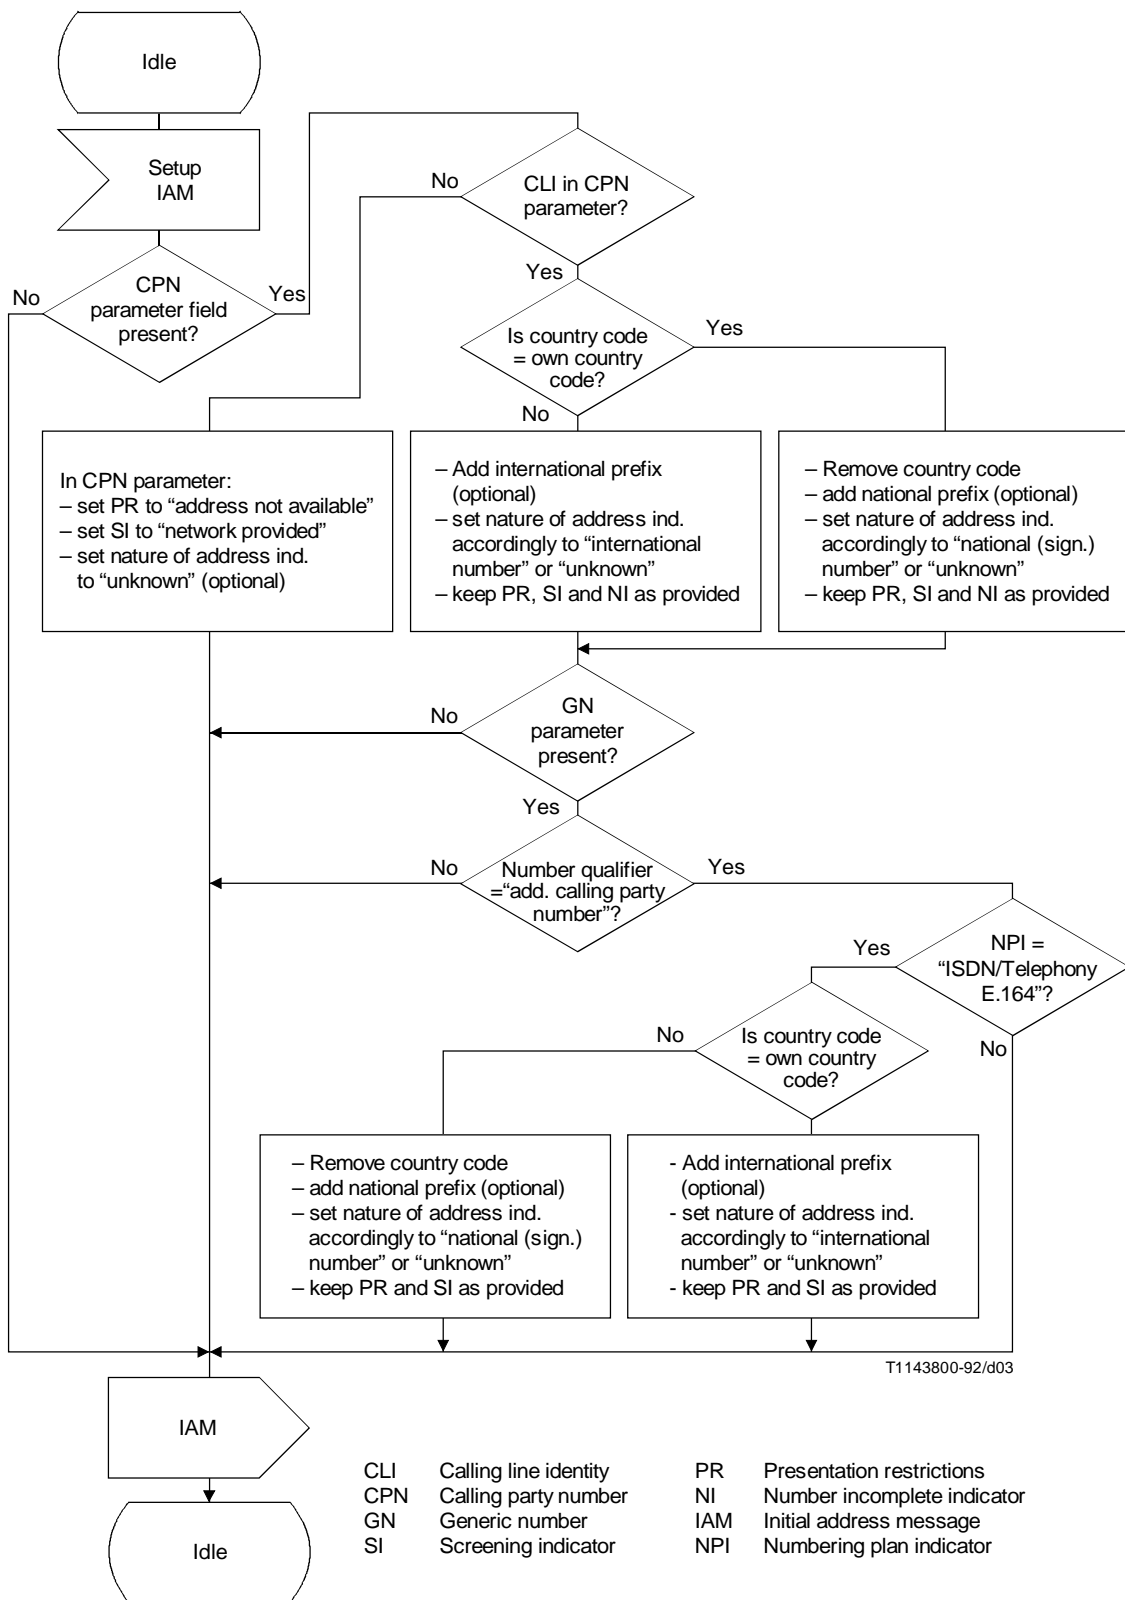 Idle
Setup
IAM
CPN
parameter field
present?
No
Yes
CLI in CPN
parameter?
No
Yes
Is country code
= own country
code?
Yes
No
In CPN parameter:
– set PR to “address not available”
– set SI to “network provided”
– set nature of address ind.
to “unknown” (optional)
– Add international prefix
(optional)
– set nature of address ind.
accordingly to “international
number” or “unknown”
– keep PR, SI and NI as provided
– Remove country code
– add national prefix (optional)
– set nature of address ind.
accordingly to “national (sign.)
number” or “unknown”
– keep PR, SI and NI as provided
GN
parameter
present?
No
Yes
Number qualifier
=“add. calling party
number”?
No
Yes
NPI =
“ISDN/Telephony
E.164”?
Yes
No
Is country code
= own country
code?
No
– Remove country code
– add national prefix (optional)
– set nature of address ind.
accordingly to “national (sign.)
number” or “unknown”
– keep PR and SI as provided
- Add international prefix
(optional)
- set nature of address ind.
accordingly to “international
number” or “unknown”
- keep PR and SI as provided
T1143800-92/d03
IAM
Idle
CLI Calling line identity
CPN Calling party number
GN Generic number
SI Screening indicator
PR Presentation restrictions
NI Number incomplete indicator
IAM Initial address message
NPI Numbering plan indicator